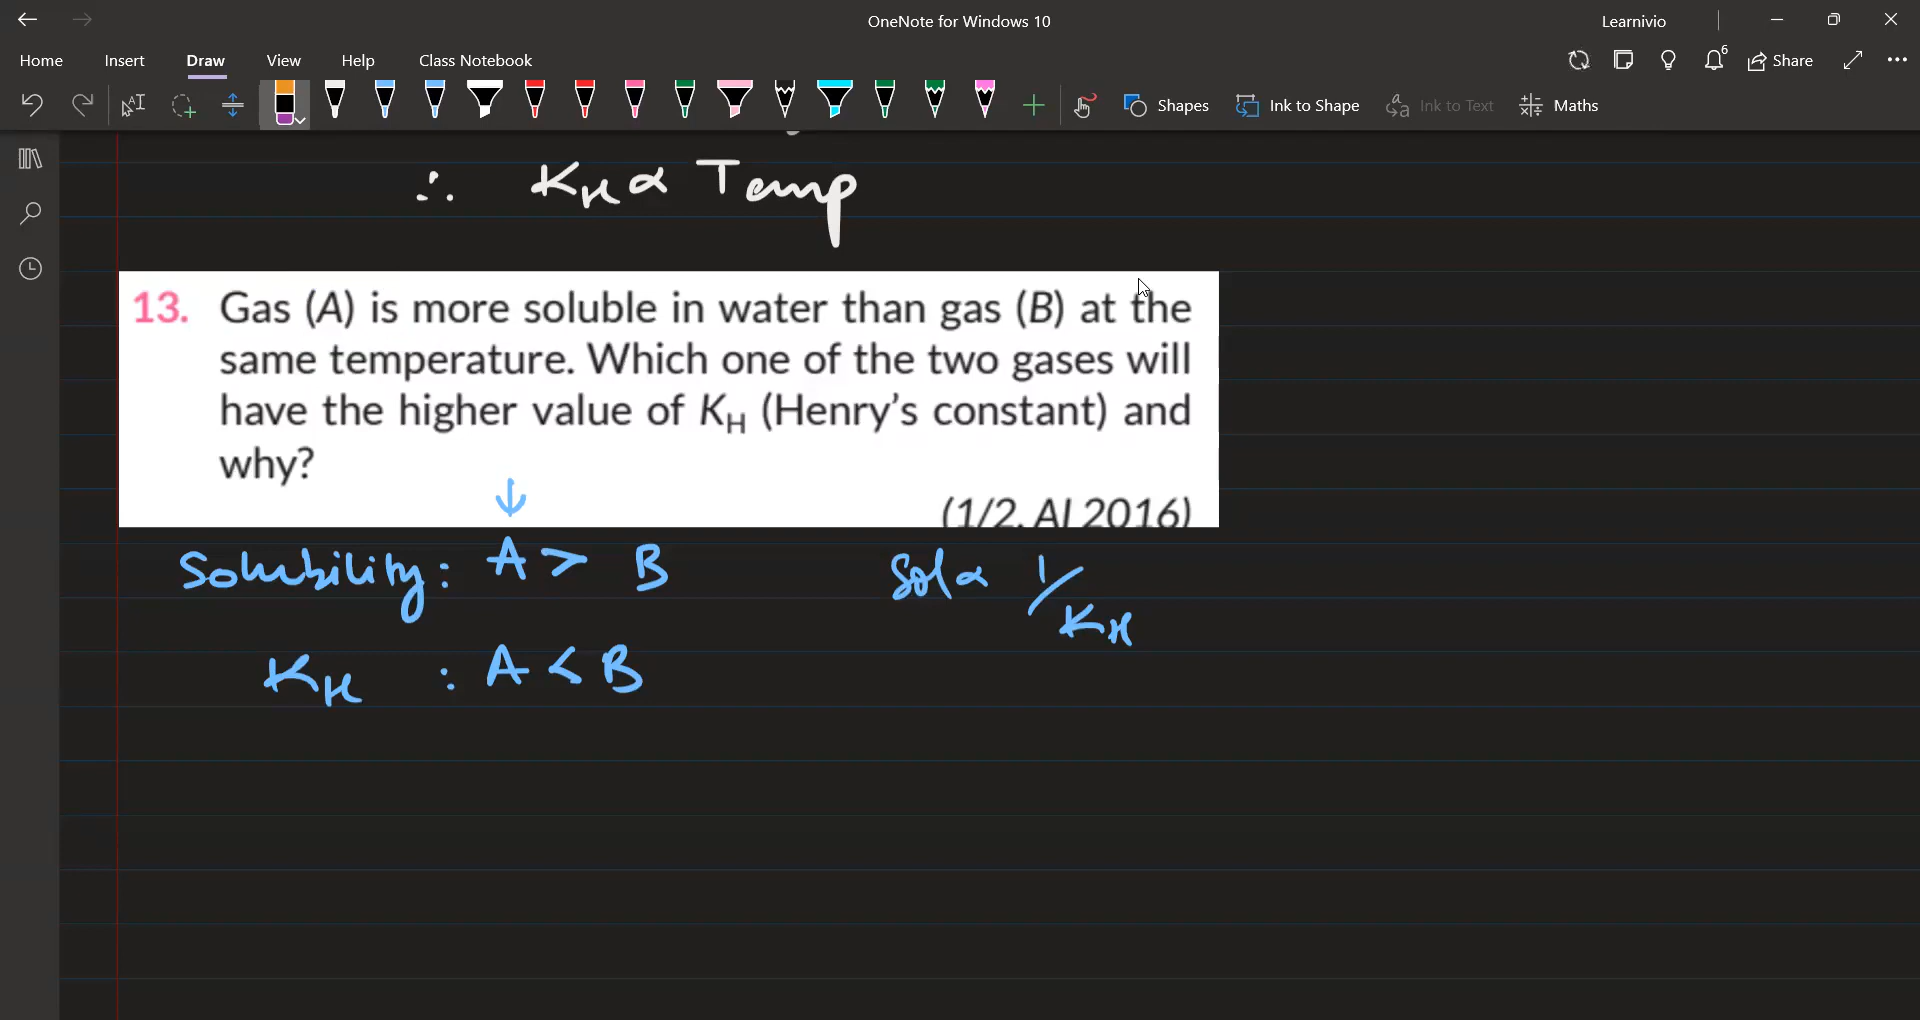 OneNote for Windows 10
Learnivio
Home Insert Draw View Help Class Notebook
6 Share
Shapes Ink to Shape Ink to Text Maths
∴ KH ∝ Temp
13. Gas (A) is more soluble in water than gas (B) at the
same temperature. Which one of the two gases will
have the higher value of KH (Henry's constant) and
why?
(1/2, AI 2016)
Solubility: A > B Sol ∝ 1/KH
KH : A < B